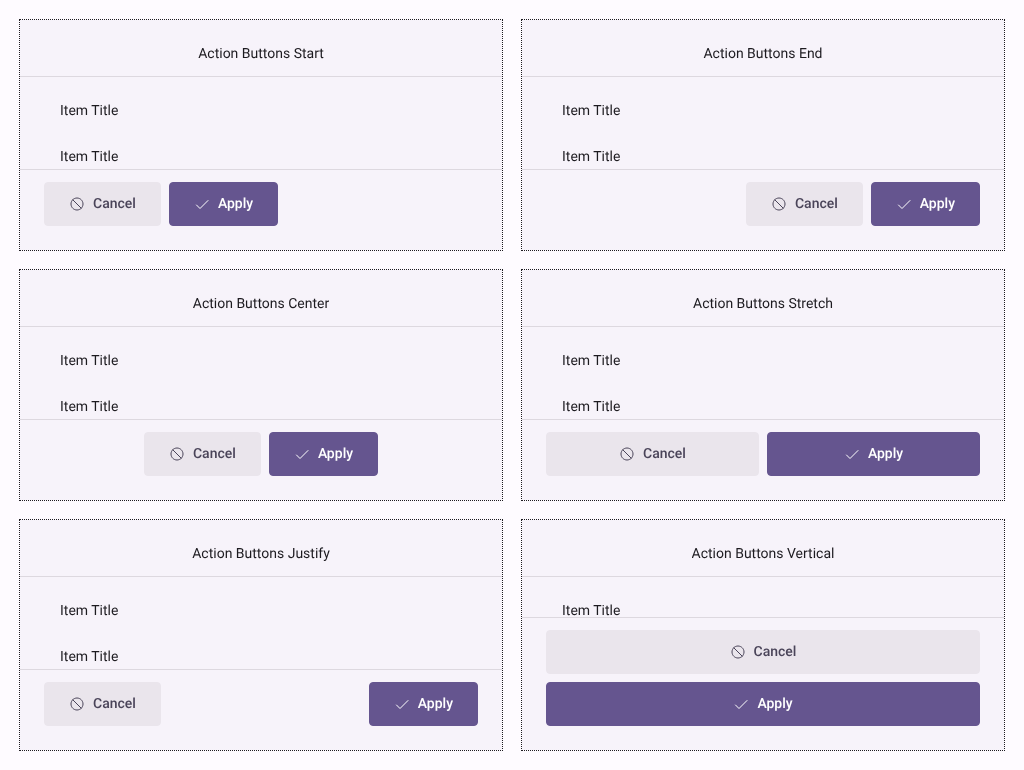 Action Buttons Start
Item Title
Item Title
Cancel Apply
Action Buttons End
Item Title
Item Title
Cancel Apply
Action Buttons Center
Item Title
Item Title
Cancel Apply
Action Buttons Stretch
Item Title
Item Title
Cancel Apply
Action Buttons Justify
Item Title
Item Title
Cancel Apply
Action Buttons Vertical
Item Title
Cancel
Apply